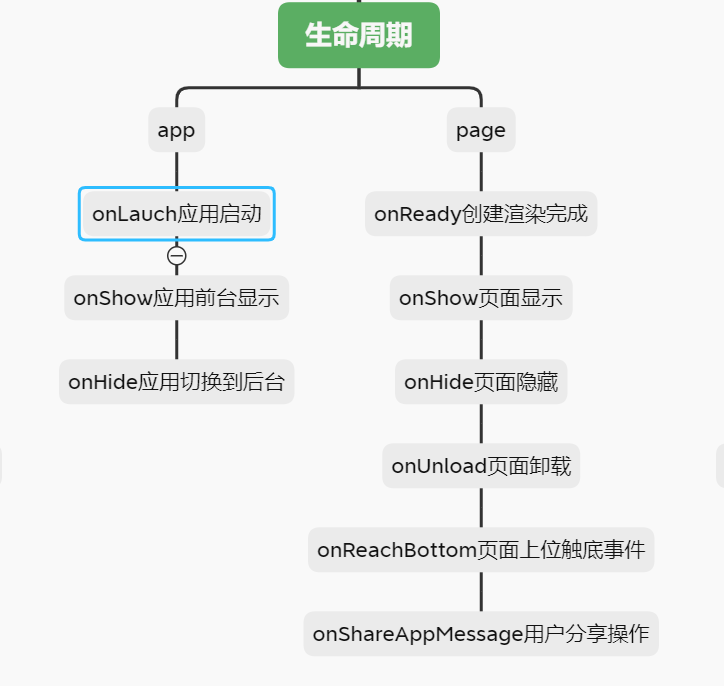 生命周期
app
onLauch应用启动
onShow应用前台显示
onHide应用切换到后台
page
onReady创建渲染完成
onShow页面显示
onHide页面隐藏
onUnload页面卸载
onReachBottom页面上位触底事件
onShareAppMessage用户分享操作